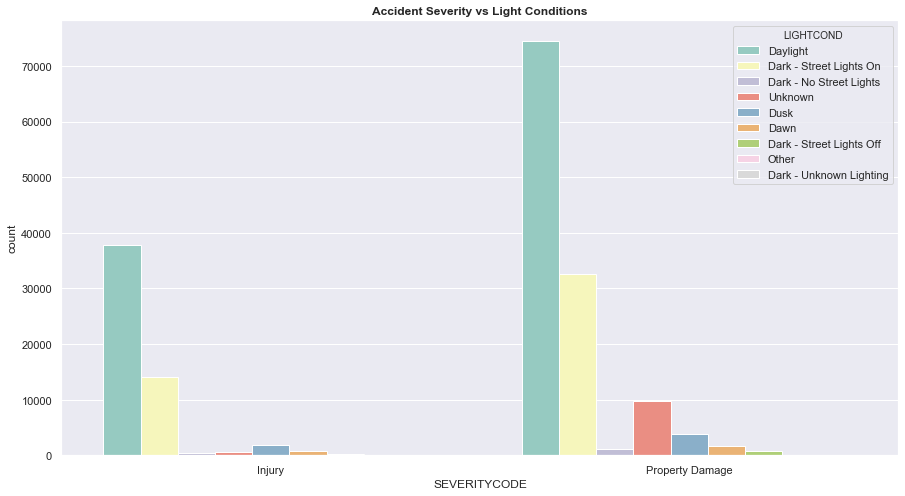 Accident Severity vs Light Conditions
LIGHTCOND
Daylight
Dark - Street Lights On
Dark - No Street Lights
Unknown
Dusk
Dawn
Dark - Street Lights Off
Other
Dark - Unknown Lighting
70000
60000
50000
40000
30000
20000
10000
0
count
Injury
Property Damage
SEVERITYCODE